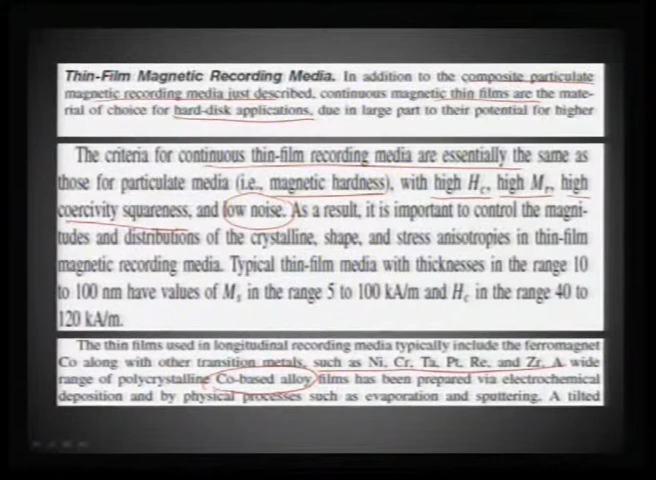 Thin-Film Magnetic Recording Media. In addition to the composite particulate
magnetic recording media just described, continuous magnetic thin films are the mate-
rial of choice for hard-disk applications, due in large part to their potential for higher
The criteria for continuous thin-film recording media are essentially the same as
those for particulate media (i.e., magnetic hardness), with high Hc, high Mr, high
coercivity squareness, and low noise. As a result, it is important to control the magni-
tudes and distributions of the crystalline, shape, and stress anisotropies in thin-film
magnetic recording media. Typical thin-film media with thicknesses in the range 10
to 100 nm have values of Ms in the range 5 to 100 kA/m and Hc in the range 40 to
120 kA/m.
The thin films used in longitudinal recording media typically include the ferromagnet
Co along with other transition metals, such as Ni, Cr, Ta, Pt, Re, and Zr. A wide
range of polycrystalline Co-based alloy films has been prepared via electrochemical
deposition and by physical processes such as evaporation and sputtering. A tilted